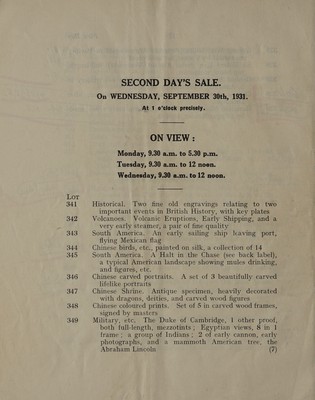 SECOND DAY'S SALE.
On WEDNESDAY, SEPTEMBER 30th, 1931.
At 1 o'clock precisely.
ON VIEW :
Monday, 9.30 a.m. to 5.30 p.m.
Tuesday, 9.30 a.m. to 12 noon.
Wednesday, 9.30 a.m. to 12 noon.
LOT
341 Historical. Two fine old engravings relating to two
important events in British History, with key plates
342 Volcanoes. Volcanic Eruptions, Early Shipping, and a
very early steamer, a pair of fine quality
343 South America. An early sailing ship leaving port,
flying Mexican flag
344 Chinese birds, etc., painted on silk, a collection of 14
345 South America. A Halt in the Chase (see back label),
a typical American landscape showing mules drinking,
and figures, etc.
346 Chinese carved portraits. A set of 3 beautifully carved
lifelike portraits
347 Chinese Shrine. Antique specimen, heavily decorated
with dragons, deities, and carved wood figures
348 Chinese coloured prints. Set of 5 in carved wood frames,
signed by masters
349 Military, etc. The Duke of Cambridge, 1 other proof,
both full-length, mezzotints ; Egyptian views, 8 in 1
frame ; a group of Indians ; 2 of early cannon, early
photographs, and a mammoth American tree, the
Abraham Lincoln (7)